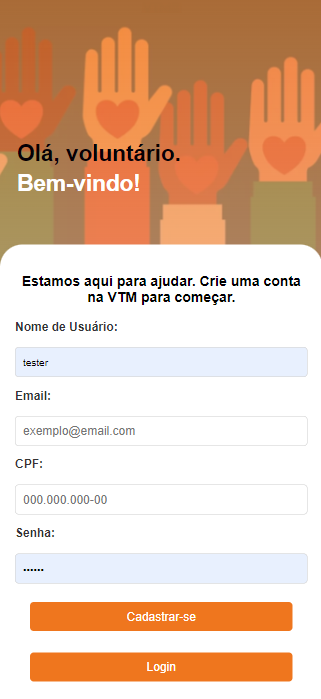 Olá, voluntário.
Bem-vindo!
Estamos aqui para ajudar. Crie uma conta
na VTM para começar.
Nome de Usuário:
tester
Email:
exemplo@email.com
CPF:
000.000.000-00
Senha:
••••••
Cadastrar-se
Login